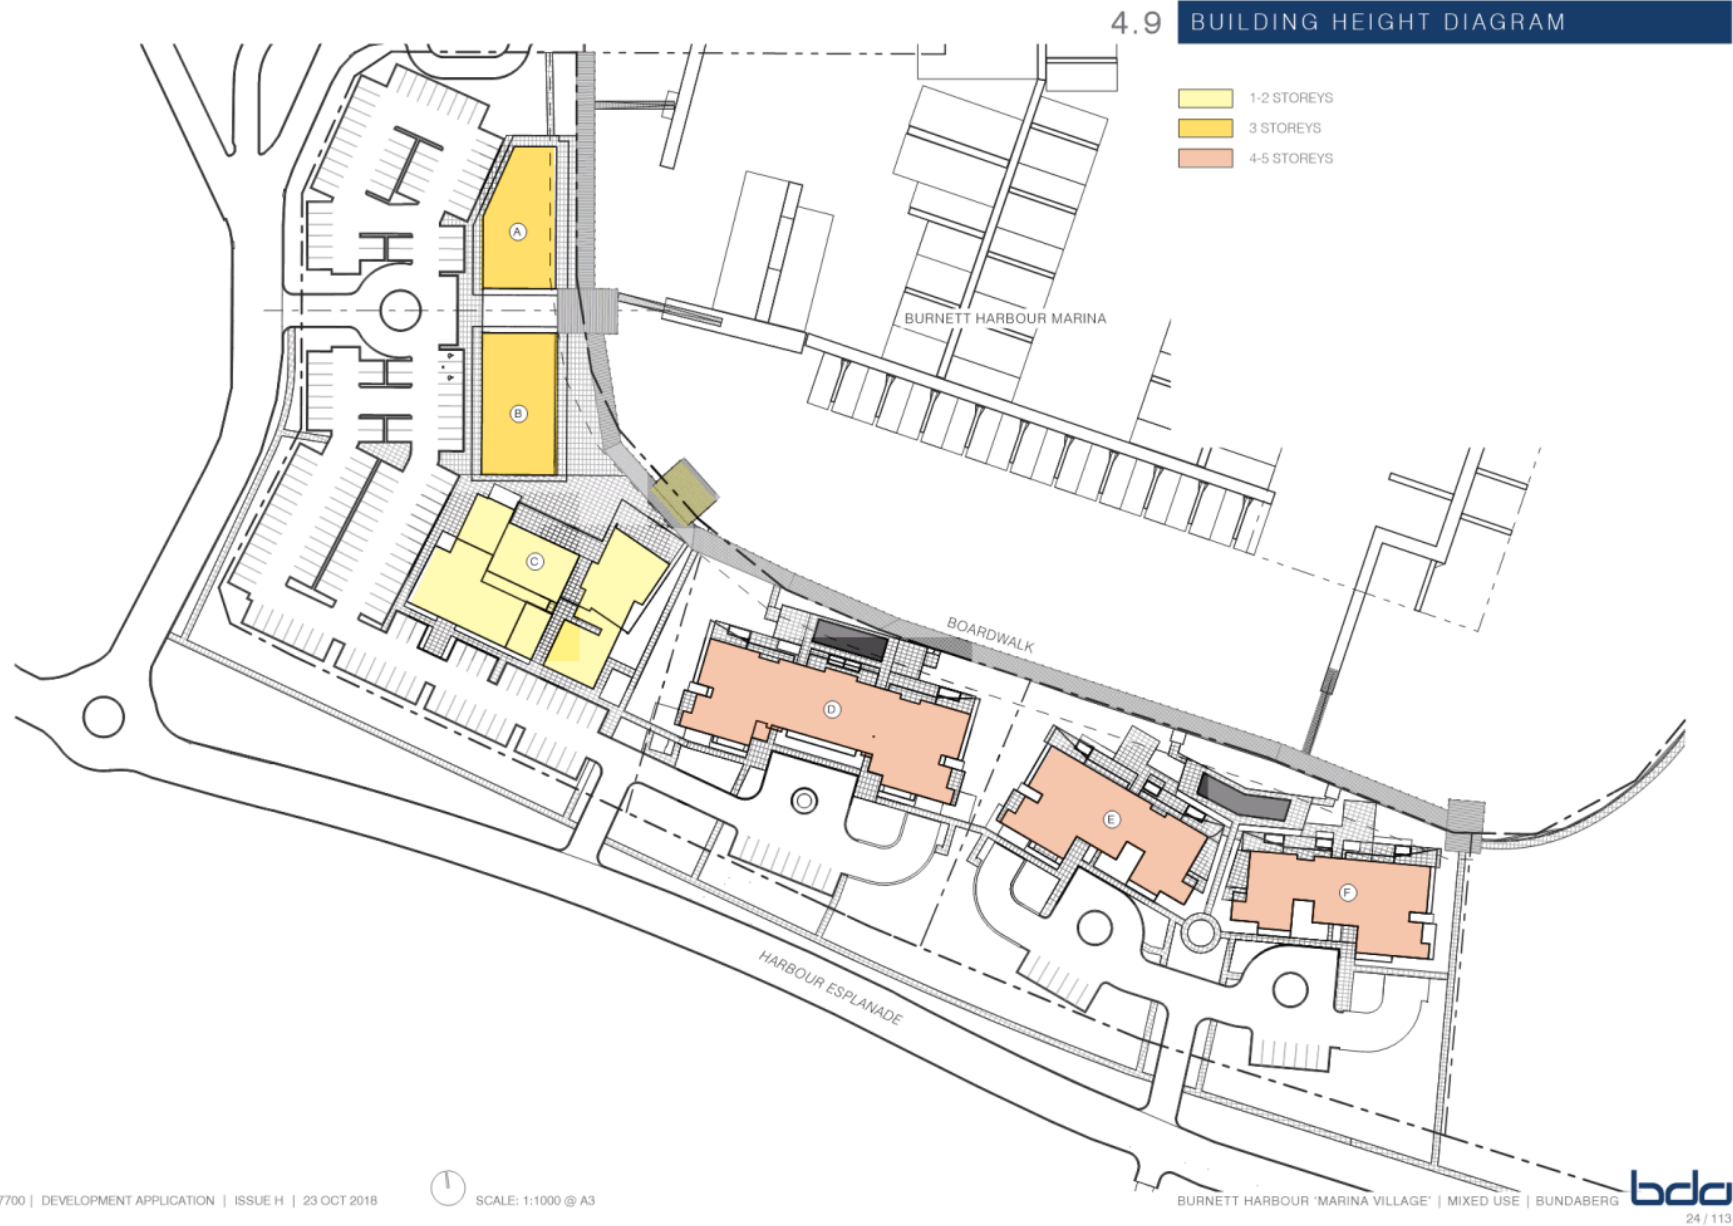 4.9 BUILDING HEIGHT DIAGRAM
1-2 STOREYS
3 STOREYS
4-5 STOREYS
A
BURNETT HARBOUR MARINA
B
C
BOARDWALK
D
E
F
HARBOUR ESPLANADE
7700 | DEVELOPMENT APPLICATION | ISSUE H | 23 OCT 2018
SCALE: 1:1000 @ A3
BURNETT HARBOUR 'MARINA VILLAGE' | MIXED USE | BUNDABERG
bda
24 / 113